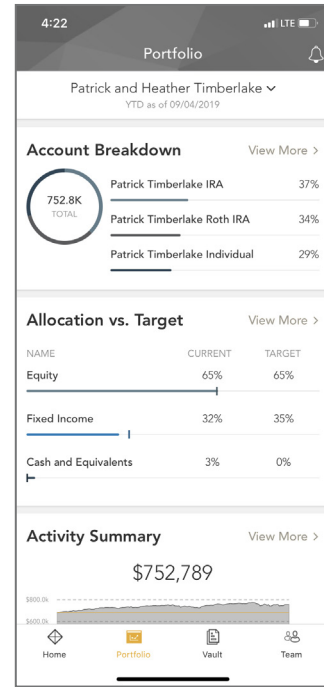 4:22 LTE
Portfolio
Patrick and Heather Timberlake
YTD as of 09/04/2019
Account Breakdown View More >
752.8K
TOTAL
Patrick Timberlake IRA 37%
Patrick Timberlake Roth IRA 34%
Patrick Timberlake Individual 29%
Allocation vs. Target View More >
NAME CURRENT TARGET
Equity 65% 65%
Fixed Income 32% 35%
Cash and Equivalents 3% 0%
Activity Summary View More >
$752,789
$800.0k
$600.0k
Home Portfolio Vault Team